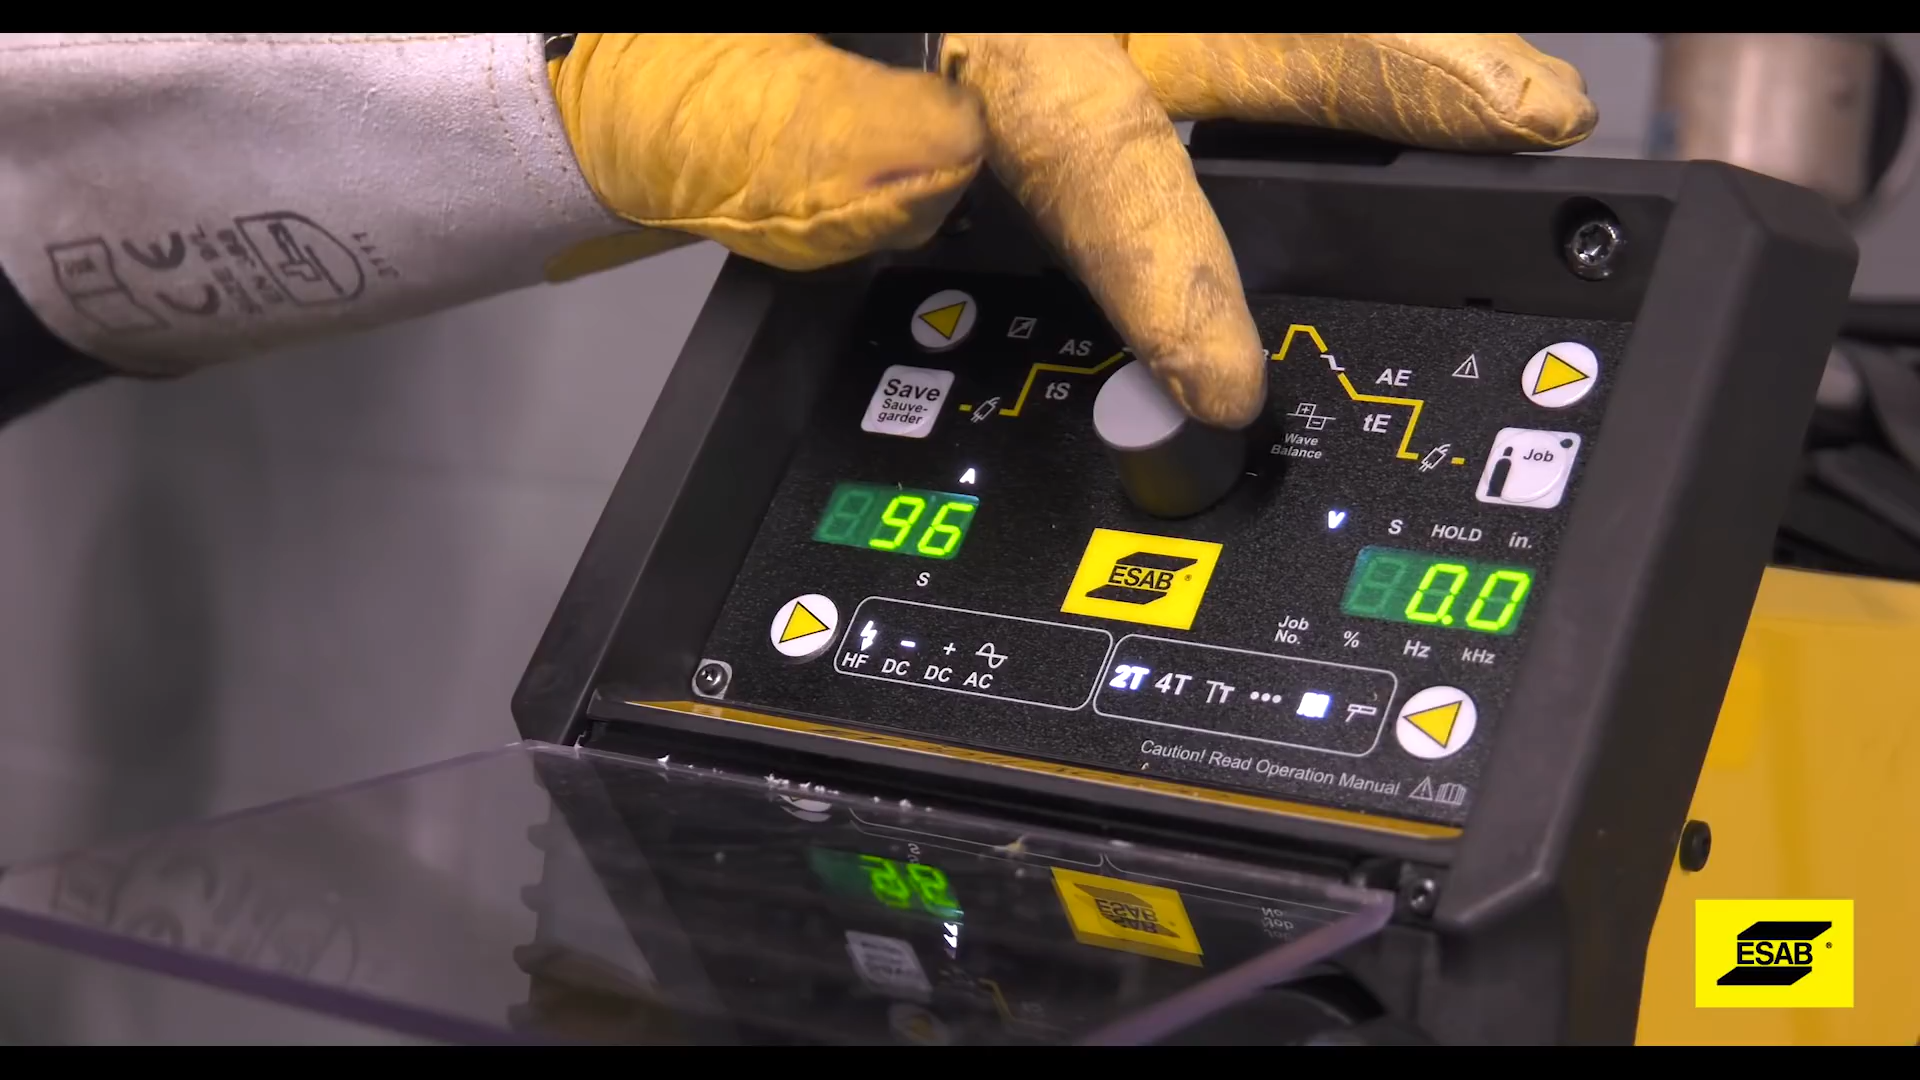 AS
tS
AE
tE
Save
Sauve-
garder
Wave
Balance
Job
A
V S HOLD in.
96
0.0
S
ESAB
Job
No. % Hz kHz
HF DC DC AC
2T 4T TT
Caution! Read Operation Manual
ESAB